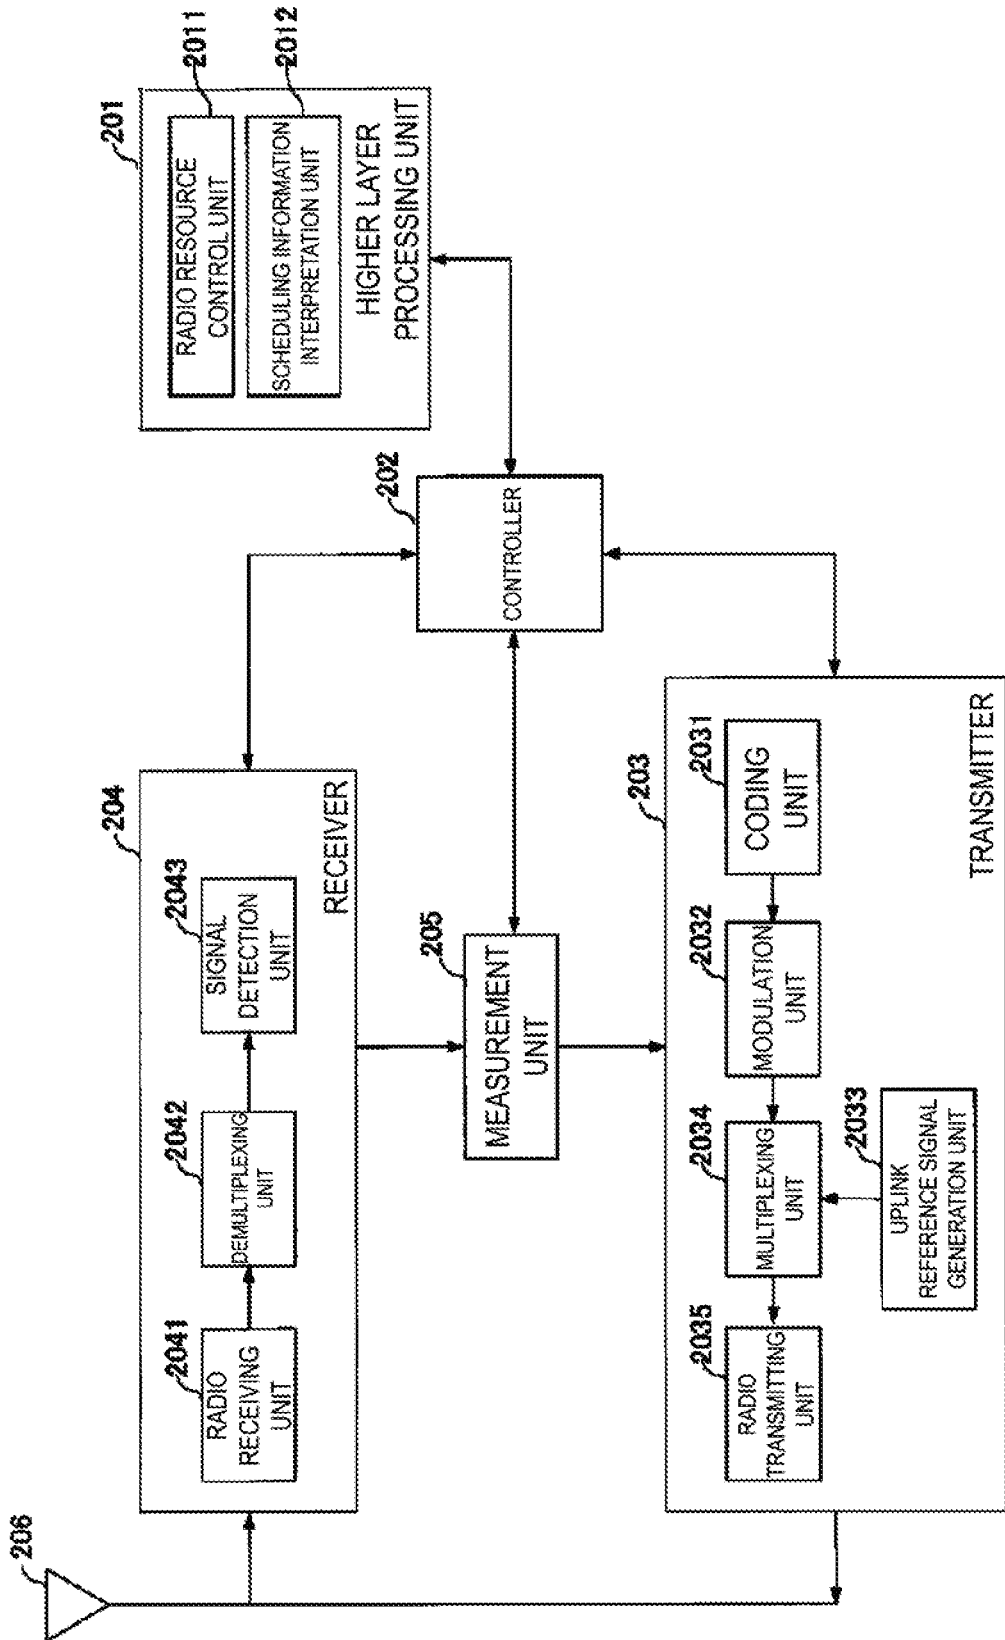 206
204
2041
RADIO
RECEIVING
UNIT
2042
DEMULTIPLEXING
UNIT
2043
SIGNAL
DETECTION
UNIT
RECEIVER
201
RADIO RESOURCE
CONTROL UNIT
2011
SCHEDULING INFORMATION
INTERPRETATION UNIT
2012
HIGHER LAYER
PROCESSING UNIT
205
MEASUREMENT
UNIT
202
CONTROLLER
203
2035
RADIO
TRANSMITTING
UNIT
2034
MULTIPLEXING
UNIT
2032
MODULATION
UNIT
2031
CODING
UNIT
2033
UPLINK
REFERENCE SIGNAL
GENERATION UNIT
TRANSMITTER